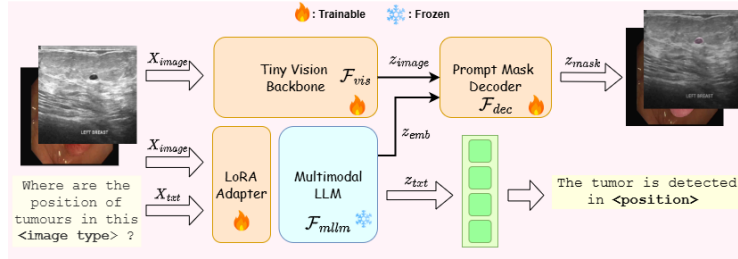 🔥: Trainable ❄: Frozen
X_image
Tiny Vision
Backbone
F_vis
z_image
Prompt Mask
Decoder
F_dec
z_mask
LEFT BREAST
LEFT BREAST
X_image
X_txt
LoRA
Adapter
Multimodal
LLM
F_mllm
z_emb
z_txt
Where are the
position of
tumours in this
<image type> ?
The tumor is detected
in <position>